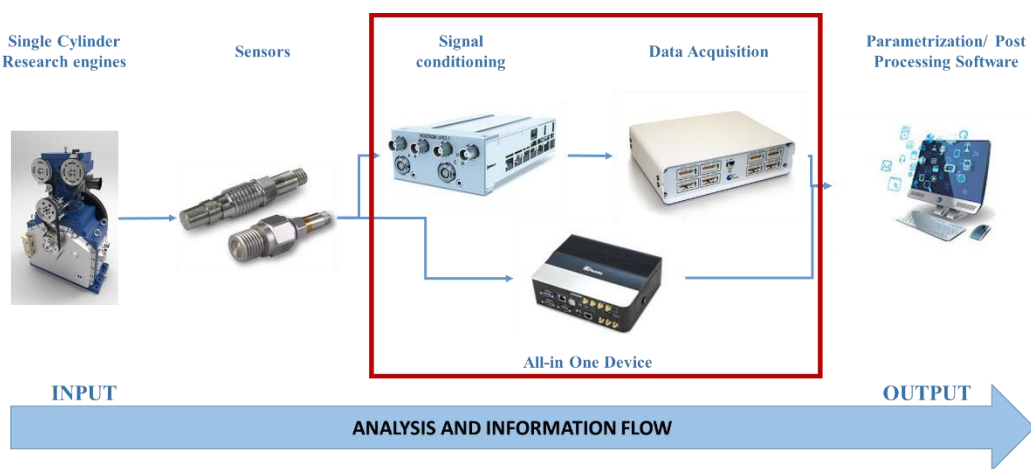 Single Cylinder
Research engines
Sensors
Signal
conditioning
Data Acquisition
Parametrization/ Post
Processing Software
All-in One Device
INPUT
OUTPUT
ANALYSIS AND INFORMATION FLOW